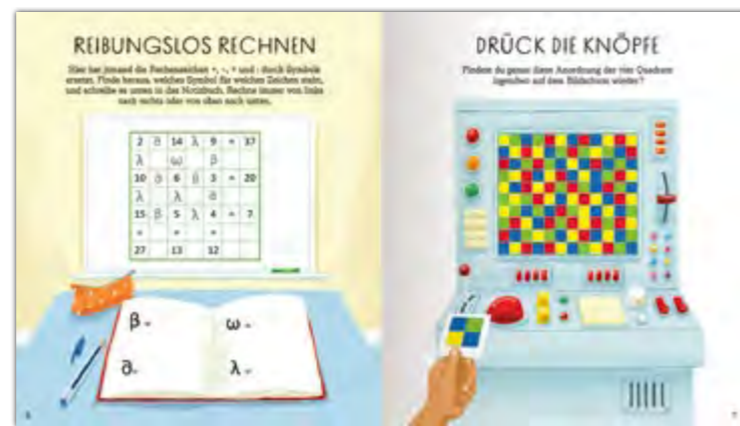 REIBUNGSLOS RECHNEN
Hier hat jemand die Rechenzeichen +, -, × und : durch Symbole
ersetzt. Finde heraus, welches Symbol für welches Zeichen steht,
und schreibe es unten in das Notizbuch. Rechne immer von links
nach rechts oder von oben nach unten.
2 ∂ 14 λ 9 = 37
λ ω β
10 ∂ 6 β 3 = 20
λ λ ∂
15 β 5 λ 4 = 7
= = =
27 13 12
β = ω =
∂ = λ =
DRÜCK DIE KNÖPFE
Findest du genau diese Anordnung der vier Quadrate
irgendwo auf dem Bildschirm wieder?
7